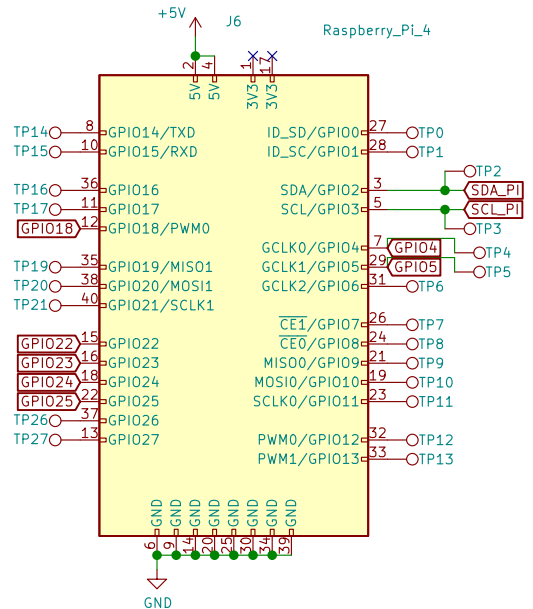 +5V
J6
Raspberry_Pi_4
2 4 1 17
5V 5V 3V3 3V3
TP14 8 GPIO14/TXD ID_SD/GPIO0 27 TP0
TP15 10 GPIO15/RXD ID_SC/GPIO1 28 TP1
TP2
TP16 36 GPIO16 SDA/GPIO2 3 SDA_PI
TP17 11 GPIO17 SCL/GPIO3 5 SCL_PI
GPIO18 12 GPIO18/PWM0 TP3
GCLK0/GPIO4 7 GPIO4 TP4
TP19 35 GPIO19/MISO1 GCLK1/GPIO5 29 GPIO5 TP5
TP20 38 GPIO20/MOSI1 GCLK2/GPIO6 31 TP6
TP21 40 GPIO21/SCLK1
CE1/GPIO7 26 TP7
GPIO22 15 GPIO22 CE0/GPIO8 24 TP8
GPIO23 16 GPIO23 MISO0/GPIO9 21 TP9
GPIO24 18 GPIO24 MOSI0/GPIO10 19 TP10
GPIO25 22 GPIO25 SCLK0/GPIO11 23 TP11
TP26 37 GPIO26
TP27 13 GPIO27 PWM0/GPIO12 32 TP12
PWM1/GPIO13 33 TP13
GND GND GND GND GND GND GND GND
6 9 14 20 25 30 34 39
GND